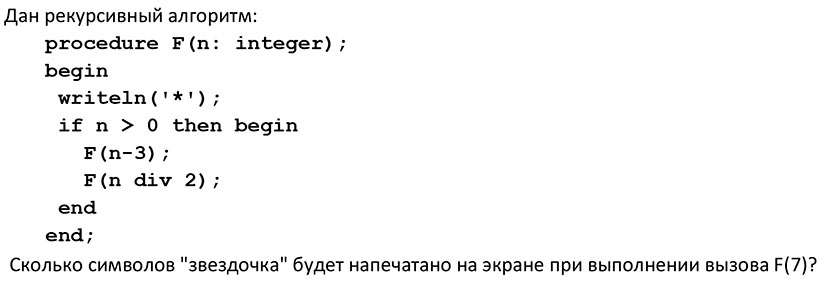 Дан рекурсивный алгоритм:
procedure F(n: integer);
begin
writeln('*');
if n > 0 then begin
F(n-3);
F(n div 2);
end
end;
Сколько символов "звездочка" будет напечатано на экране при выполнении вызова F(7)?